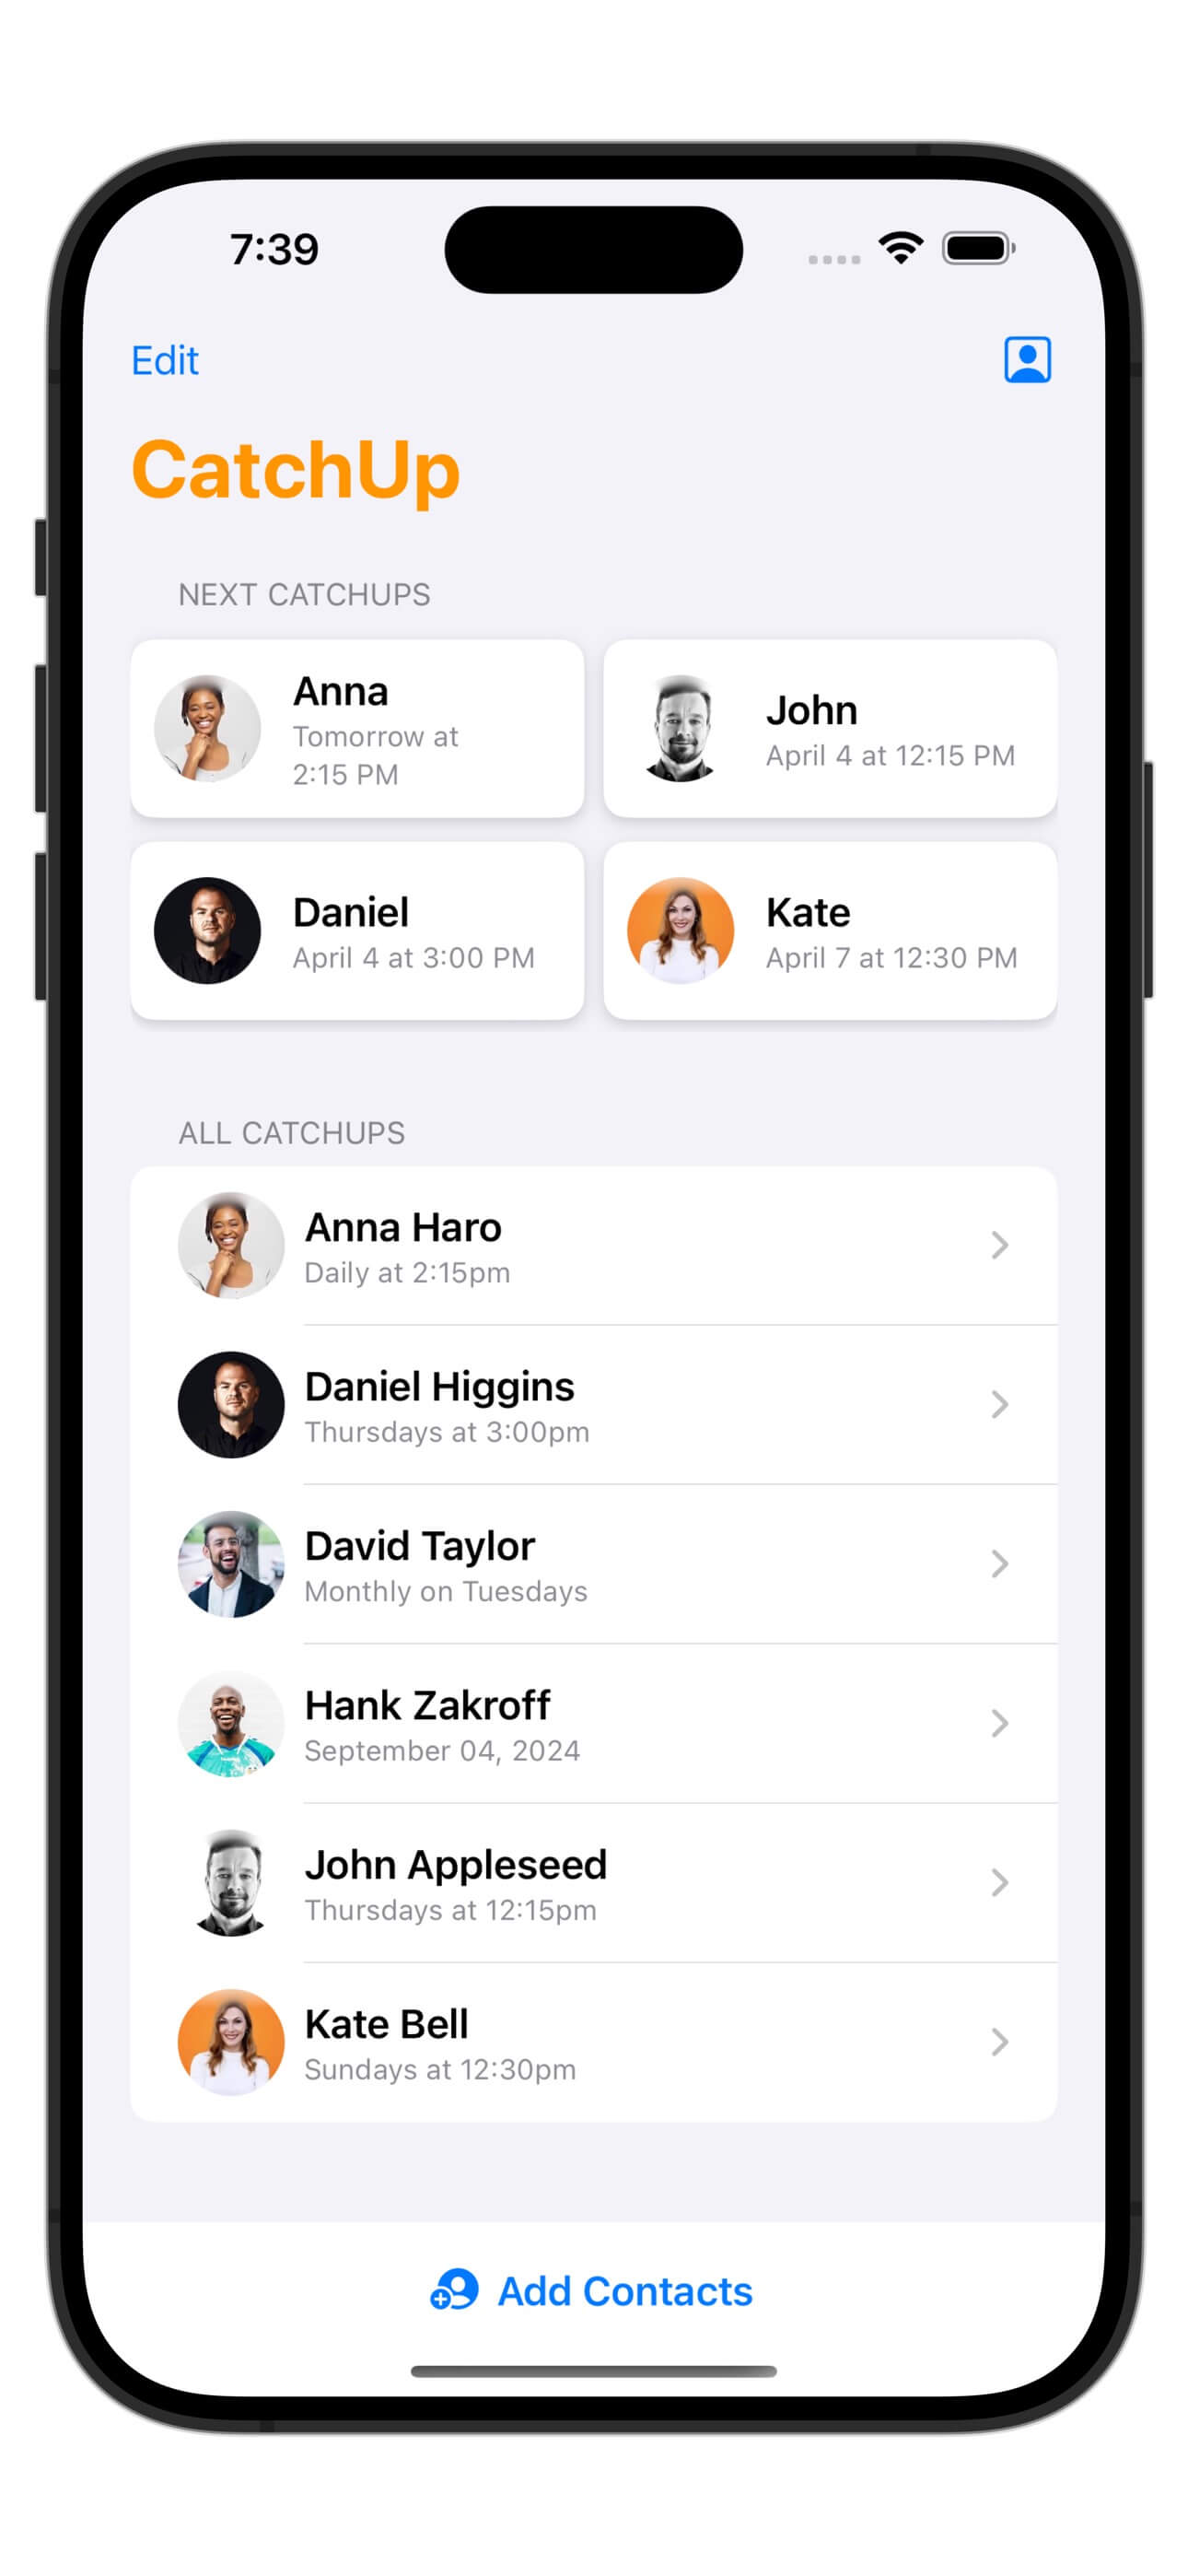 7:39
Edit
CatchUp
NEXT CATCHUPS
Anna
Tomorrow at
2:15 PM
John
April 4 at 12:15 PM
Daniel
April 4 at 3:00 PM
Kate
April 7 at 12:30 PM
ALL CATCHUPS
Anna Haro
Daily at 2:15pm
Daniel Higgins
Thursdays at 3:00pm
David Taylor
Monthly on Tuesdays
Hank Zakroff
September 04, 2024
John Appleseed
Thursdays at 12:15pm
Kate Bell
Sundays at 12:30pm
Add Contacts